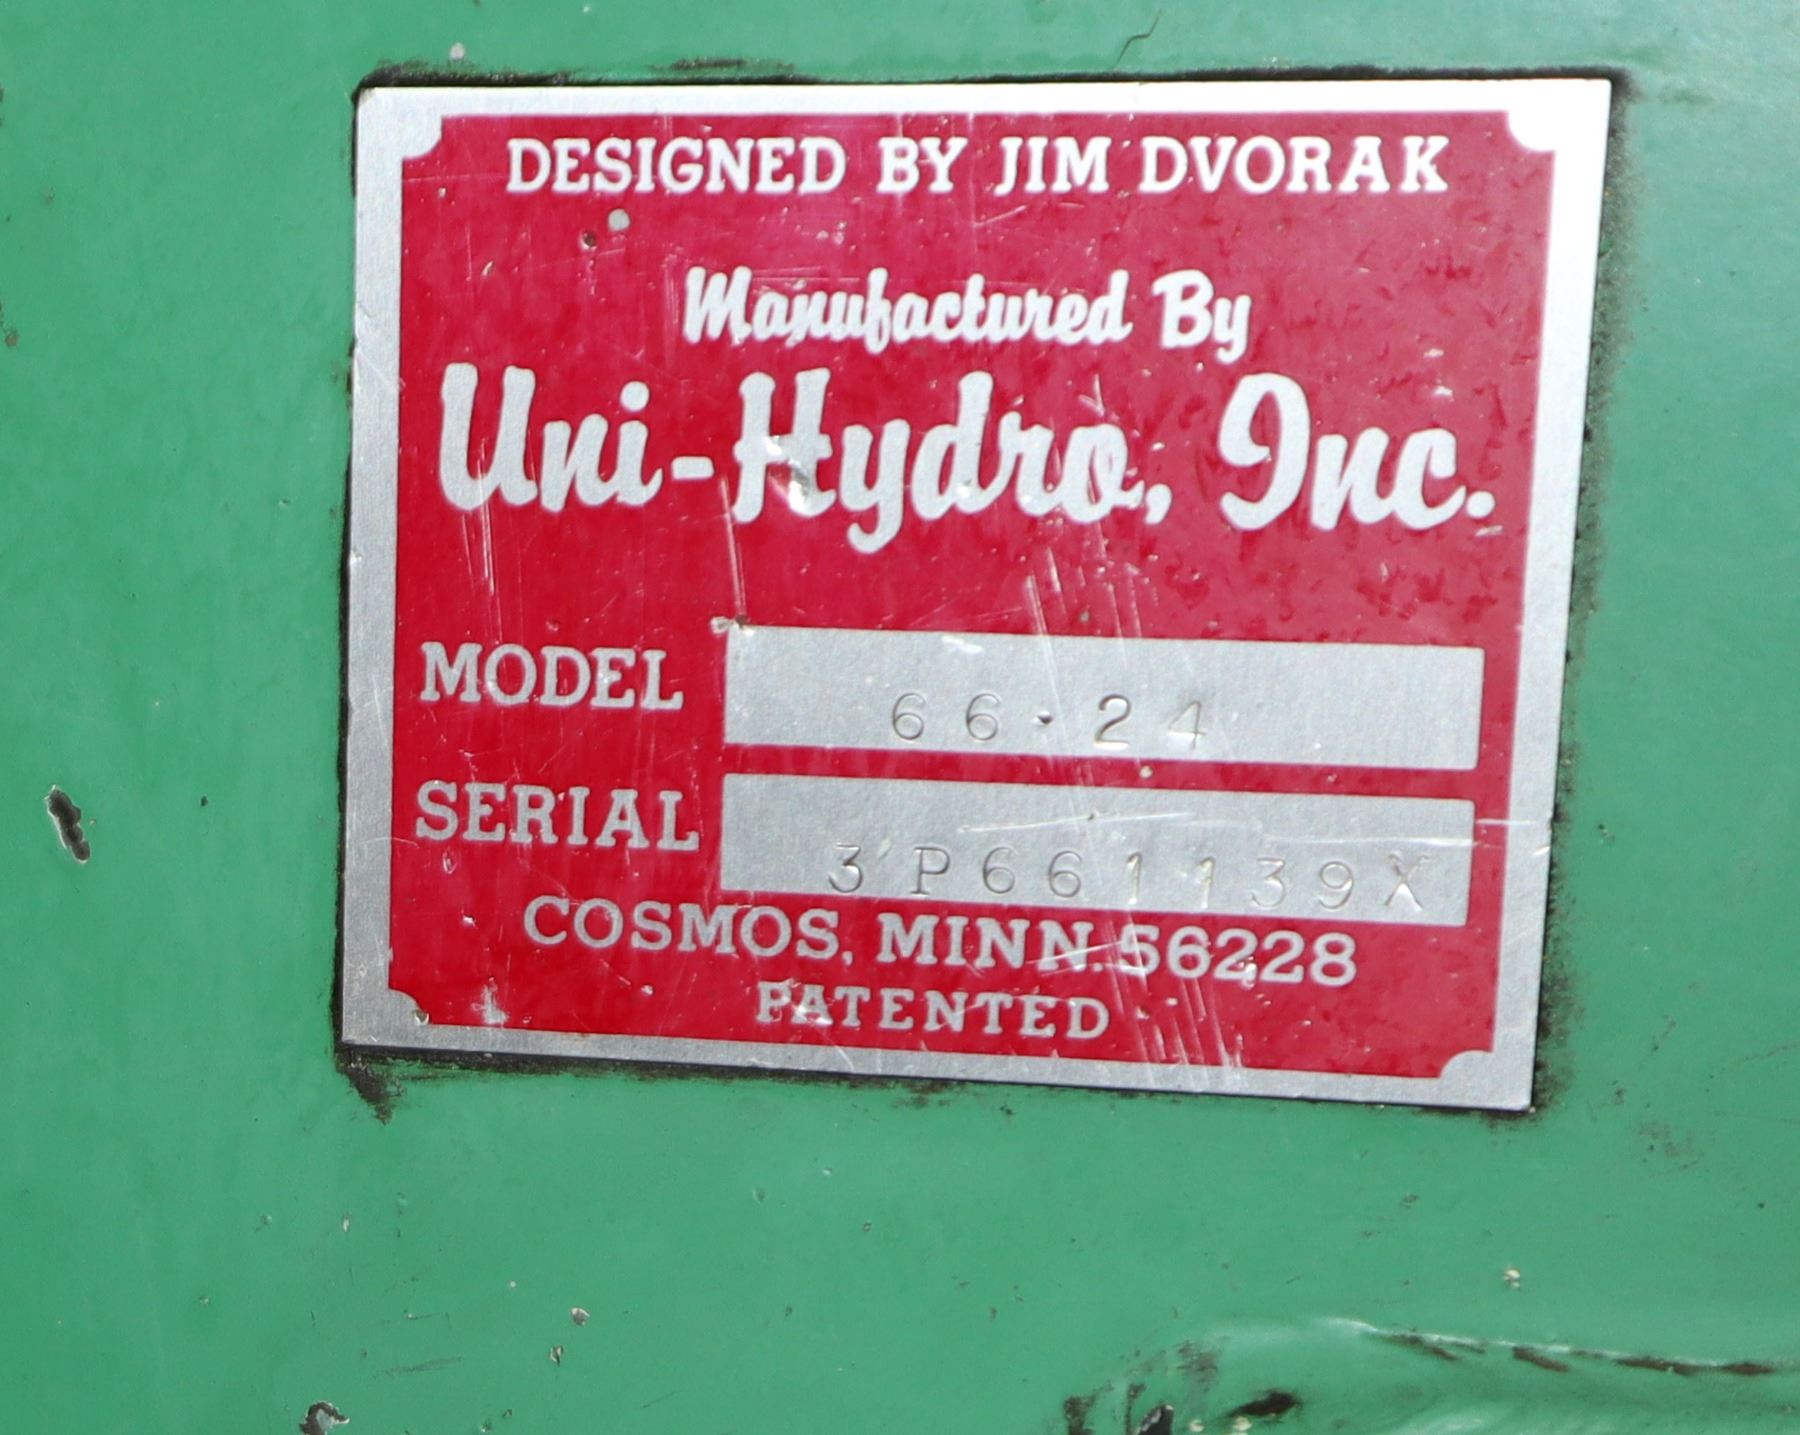 DESIGNED BY JIM DVORAK
Manufactured By
Uni-Hydro, Inc.
MODEL 66-24
SERIAL 3P661139X
COSMOS, MINN. 56228
PATENTED